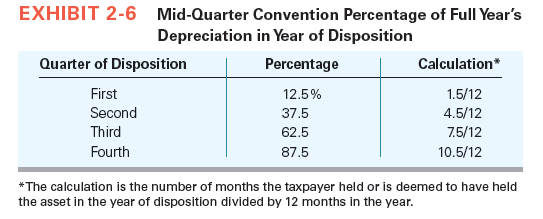 EXHIBIT 2-6 Mid-Quarter Convention Percentage of Full Year’s
Depreciation in Year of Disposition
Quarter of Disposition Percentage Calculation*
First 12.5% 1.5/12
Second 37.5 4.5/12
Third 62.5 7.5/12
Fourth 87.5 10.5/12
*The calculation is the number of months the taxpayer held or is deemed to have held
the asset in the year of disposition divided by 12 months in the year.